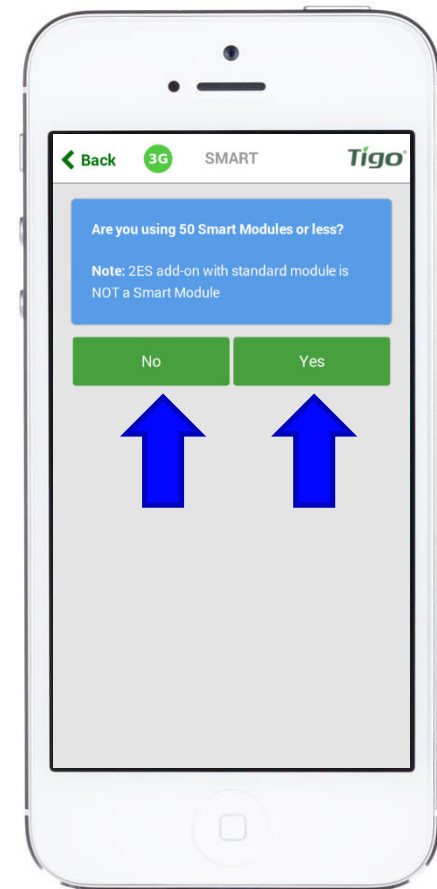 Back 3G SMART Tigo
Are you using 50 Smart Modules or less?
Note: 2ES add-on with standard module is
NOT a Smart Module
No Yes